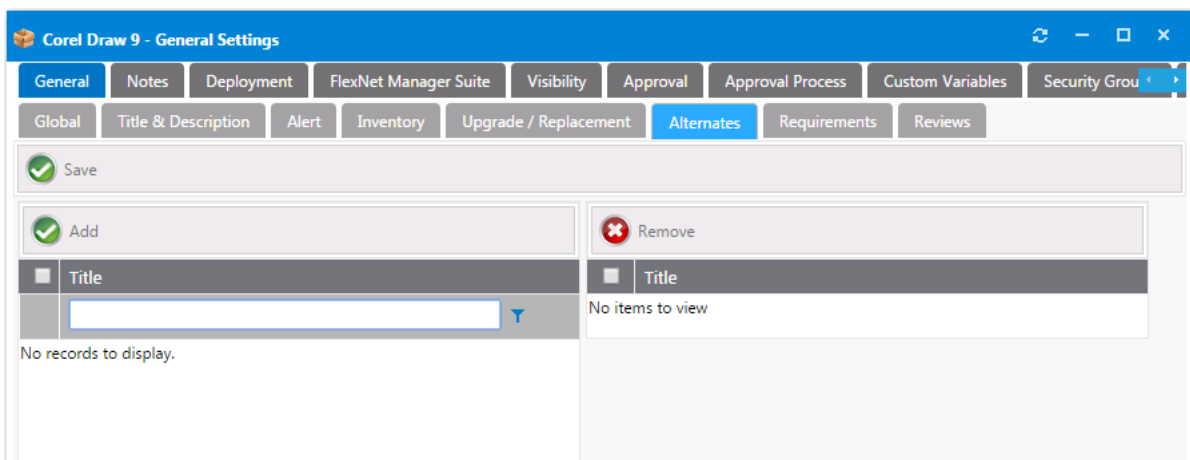 Corel Draw 9 - General Settings
General Notes Deployment FlexNet Manager Suite Visibility Approval Approval Process Custom Variables Security Grou
Global Title & Description Alert Inventory Upgrade / Replacement Alternates Requirements Reviews
Save
Add Remove
Title Title
No items to view
No records to display.